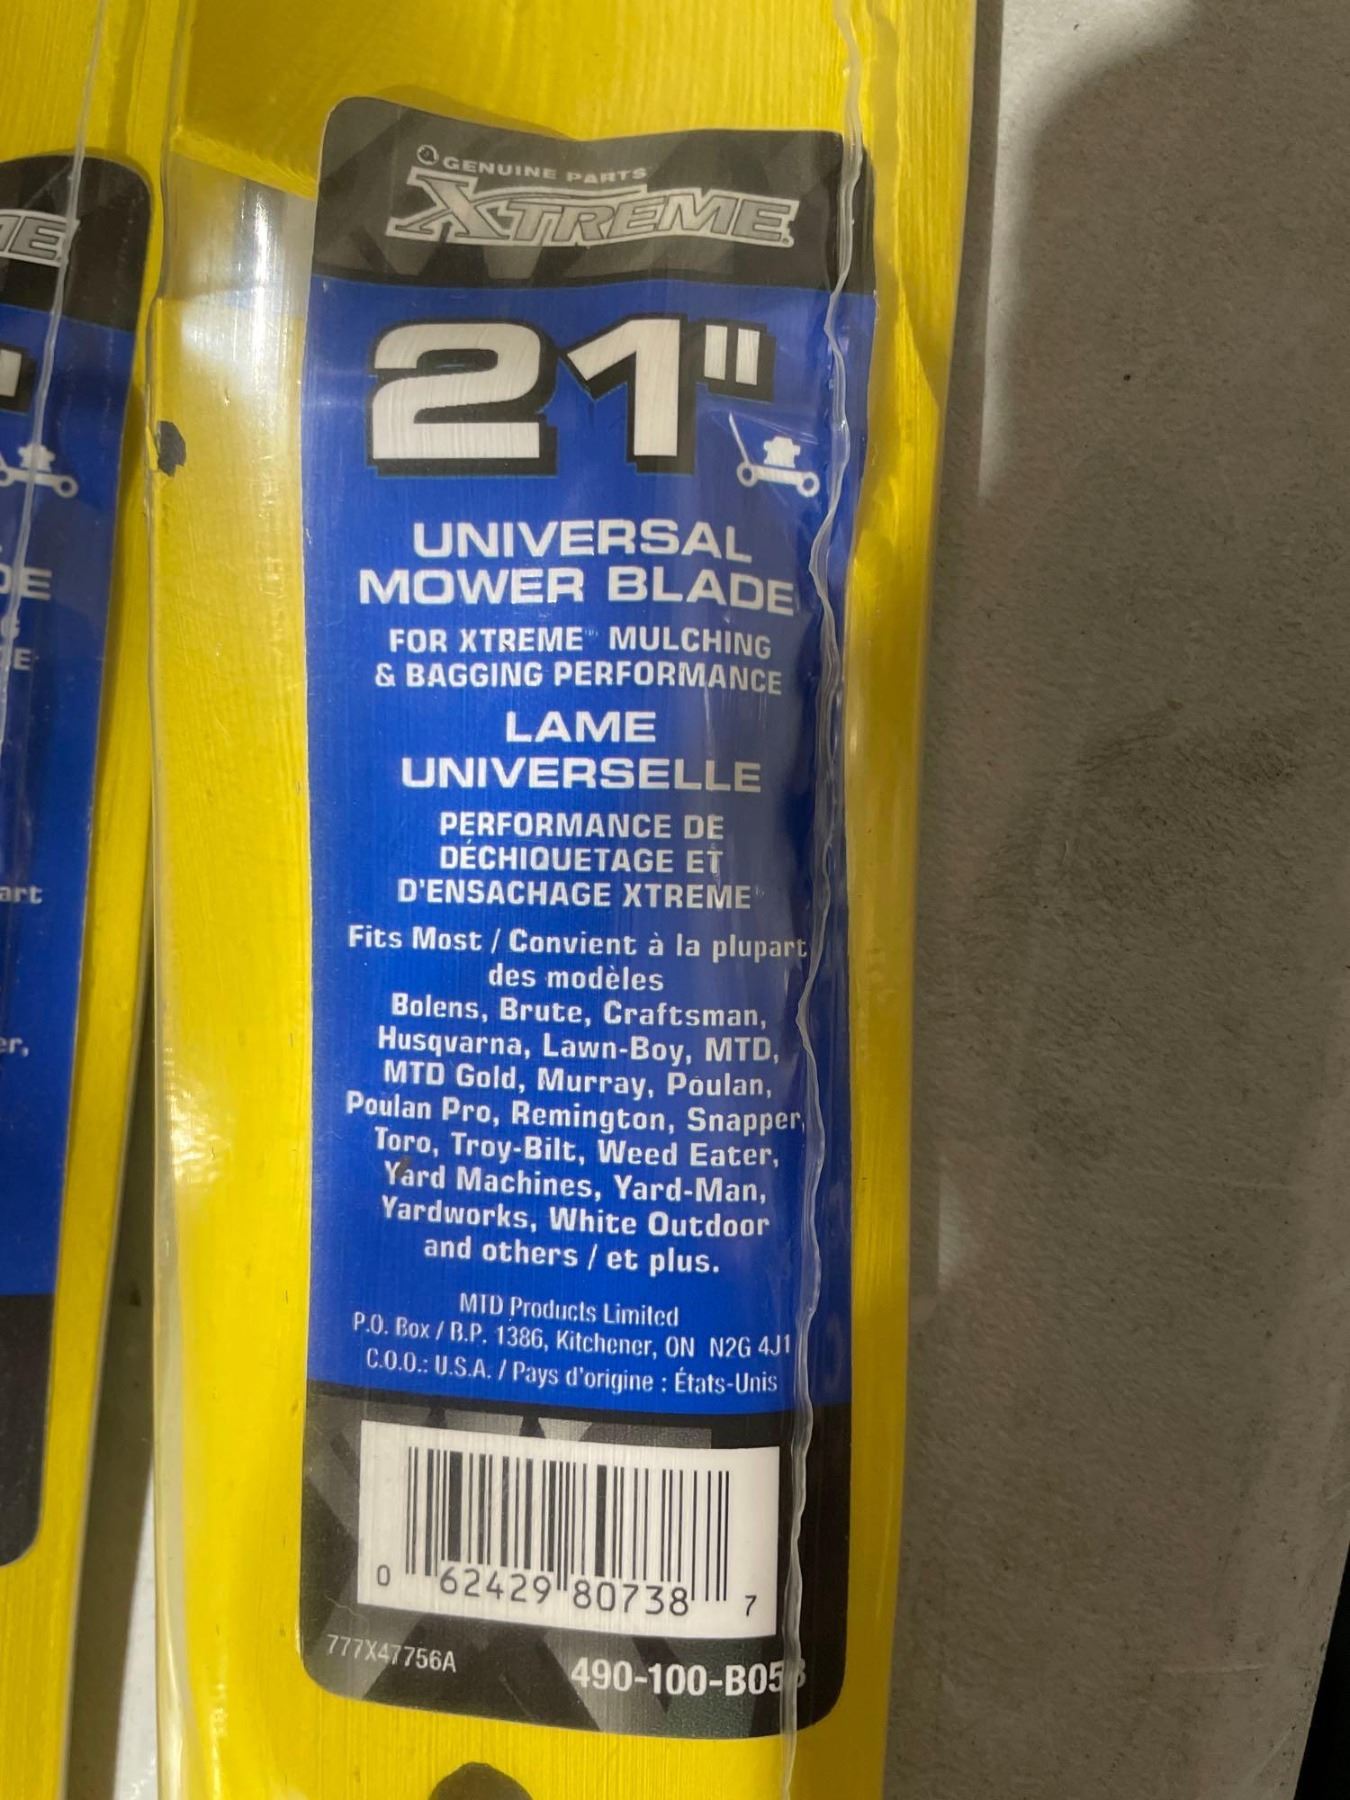 GENUINE PARTS
XTREME
21"
UNIVERSAL
MOWER BLADE
FOR XTREME™ MULCHING
& BAGGING PERFORMANCE
LAME
UNIVERSELLE
PERFORMANCE DE
DÉCHIQUETAGE ET
D'ENSACHAGE XTREME
Fits Most / Convient à la plupart
des modèles
Bolens, Brute, Craftsman,
Husqvarna, Lawn-Boy, MTD,
MTD Gold, Murray, Poulan,
Poulan Pro, Remington, Snapper,
Toro, Troy-Bilt, Weed Eater,
Yard Machines, Yard-Man,
Yardworks, White Outdoor
and others / et plus.
MTD Products Limited
P.O. Box / B.P. 1386, Kitchener, ON N2G 4J1
C.O.O.: U.S.A. / Pays d'origine : États-Unis
0 62429 80738 7
777X47756A